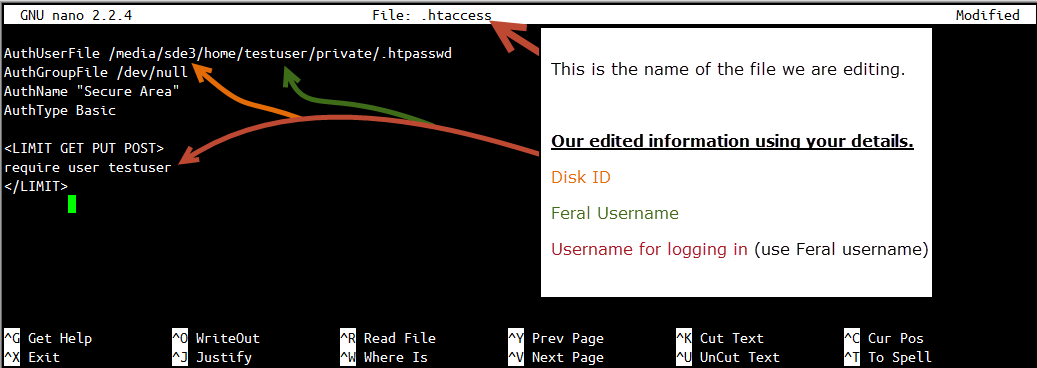 GNU nano 2.2.4 File: .htaccess Modified
AuthUserFile /media/sde3/home/testuser/private/.htpasswd
AuthGroupFile /dev/null
AuthName "Secure Area"
AuthType Basic
<LIMIT GET PUT POST>
require user testuser
</LIMIT>
This is the name of the file we are editing.
Our edited information using your details.
Disk ID
Feral Username
Username for logging in (use Feral username)
^G Get Help ^O WriteOut ^R Read File ^Y Prev Page ^K Cut Text ^C Cur Pos
^X Exit ^J Justify ^W Where Is ^V Next Page ^U UnCut Text ^T To Spell